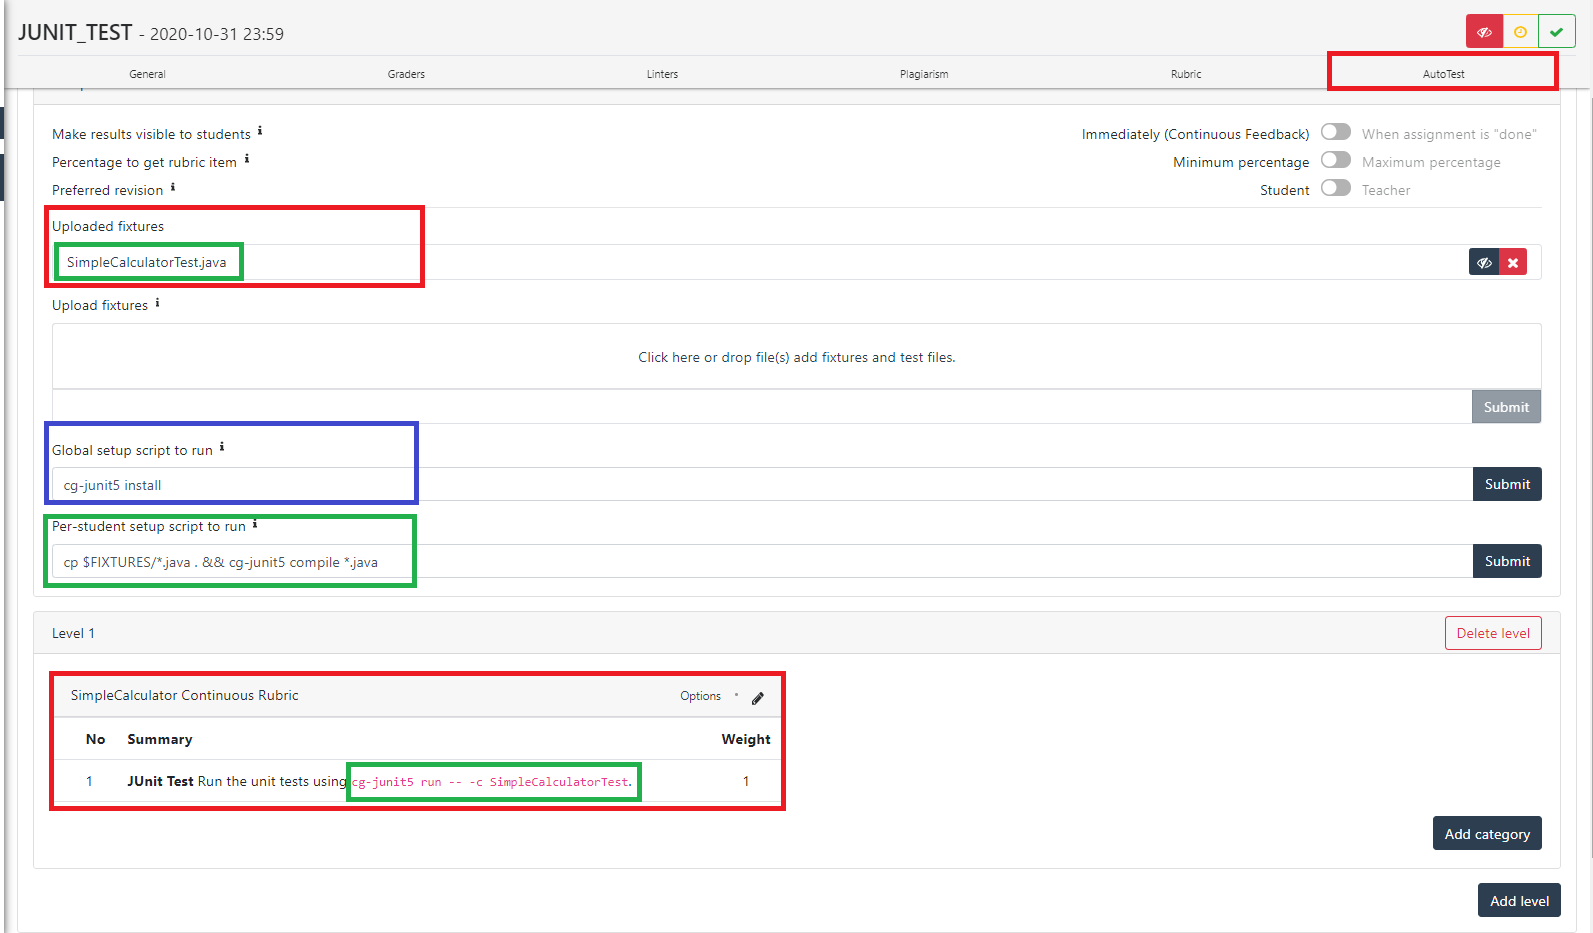 JUNIT_TEST - 2020-10-31 23:59
General Graders Linters Plagiarism Rubric AutoTest
Make results visible to students i Immediately (Continuous Feedback) When assignment is "done"
Percentage to get rubric item i Minimum percentage Maximum percentage
Preferred revision i Student Teacher
Uploaded fixtures
SimpleCalculatorTest.java
Upload fixtures i
Click here or drop file(s) add fixtures and test files.
Submit
Global setup script to run i
cg-junit5 install Submit
Per-student setup script to run i
cp $FIXTURES/*.java . && cg-junit5 compile *.java Submit
Level 1 Delete level
SimpleCalculator Continuous Rubric Options
No Summary Weight
1 JUnit Test Run the unit tests using cg-junit5 run -- -c SimpleCalculatorTest. 1
Add category
Add level